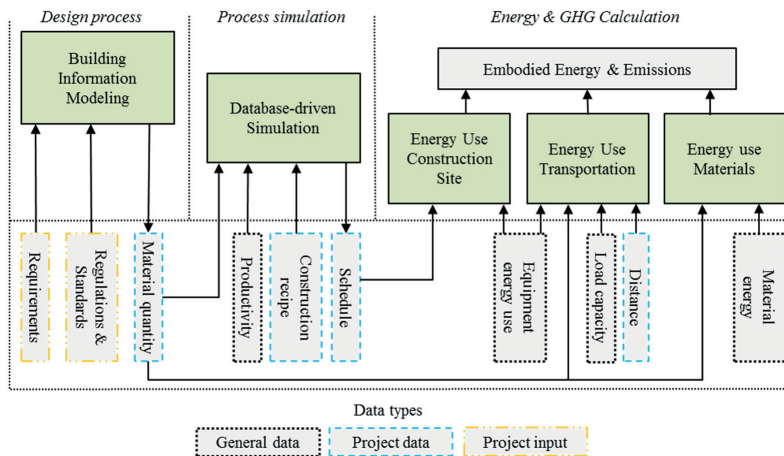 Design process
Process simulation
Energy & GHG Calculation
Building
Information
Modeling
Database-driven
Simulation
Embodied Energy & Emissions
Energy Use
Construction
Site
Energy Use
Transportation
Energy use
Materials
Requirements
Regulations &
Standards
Material quantity
Productivity
Construction
recipe
Schedule
Equipment
energy use
Load capacity
Distance
Material
energy
Data types
General data
Project data
Project input